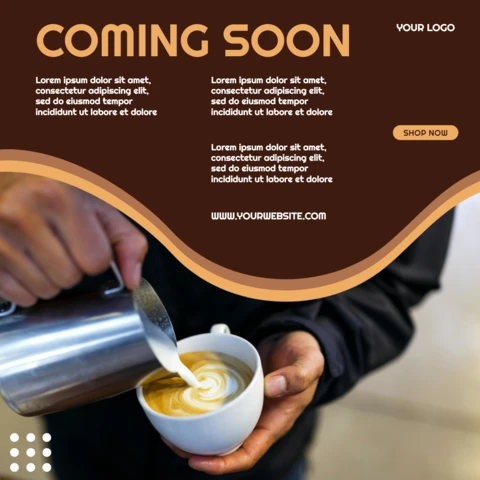 COMING SOON
YOUR LOGO
Lorem ipsum dolor sit amet,
consectetur adipiscing elit,
sed do eiusmod tempor
incididunt ut labore et dolore
Lorem ipsum dolor sit amet,
consectetur adipiscing elit,
sed do eiusmod tempor
incididunt ut labore et dolore
SHOP NOW
Lorem ipsum dolor sit amet,
consectetur adipiscing elit,
sed do eiusmod tempor
incididunt ut labore et dolore
WWW.YOURWEBSITE.COM